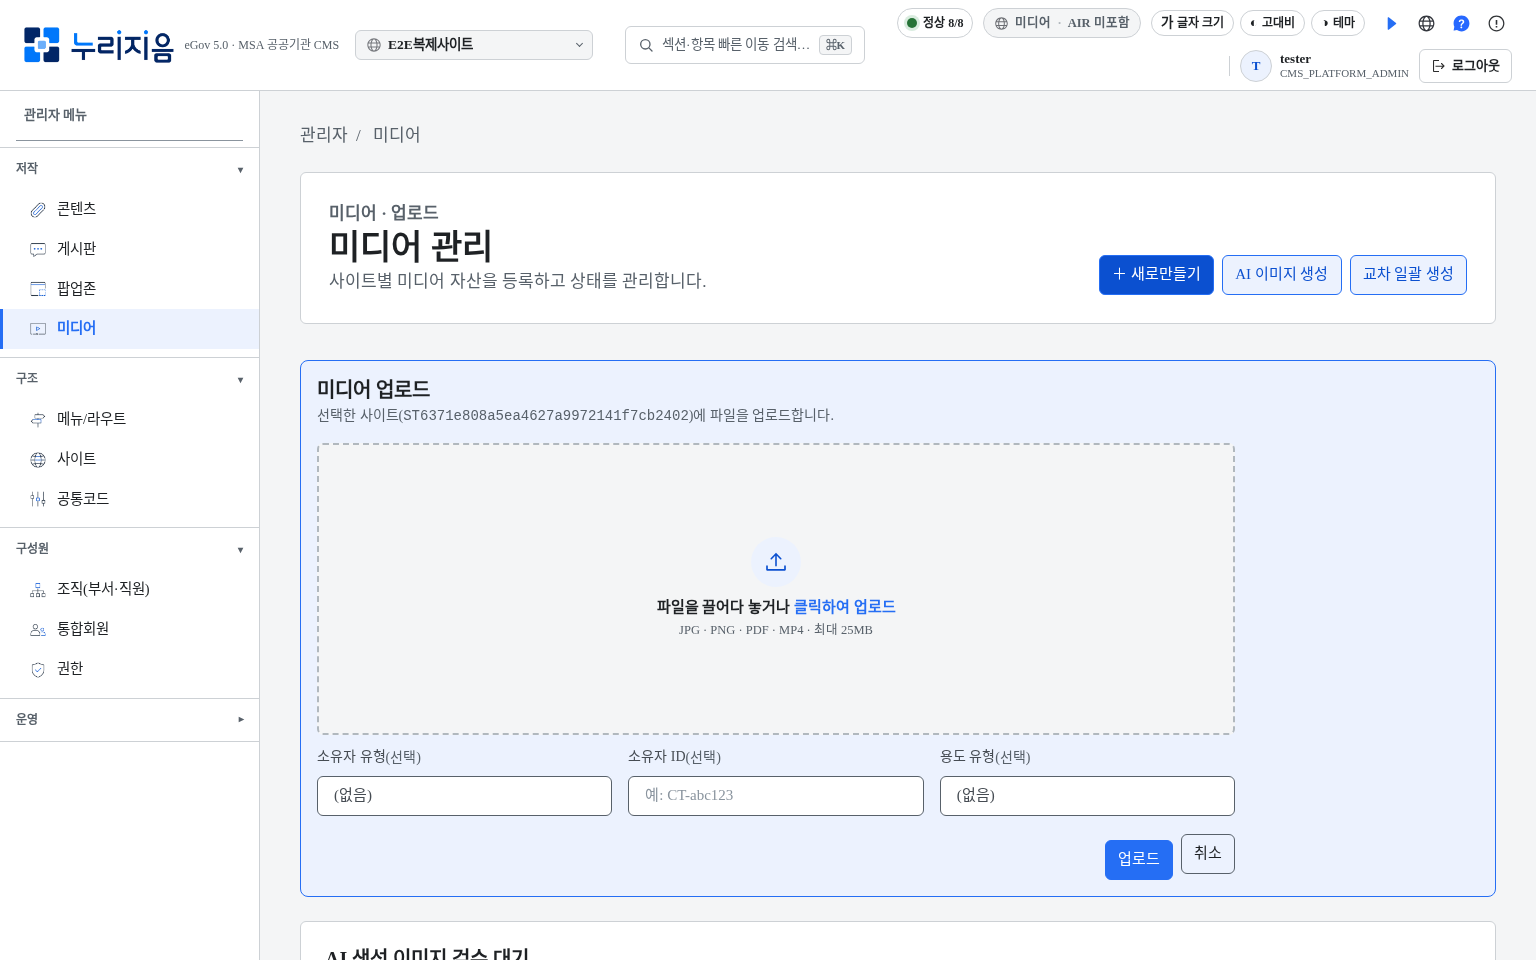 누리지음
eGov 5.0 · MSA 공공기관 CMS
E2E복제사이트
섹션·항목 빠른 이동 검색…
⌘K
정상 8/8
미디어 · AIR 미포함
가 글자 크기
고대비
테마
T
tester
CMS_PLATFORM_ADMIN
로그아웃
관리자 메뉴
저작
콘텐츠
게시판
팝업존
미디어
구조
메뉴/라우트
사이트
공통코드
구성원
조직(부서·직원)
통합회원
권한
운영
관리자 / 미디어
미디어 · 업로드
미디어 관리
사이트별 미디어 자산을 등록하고 상태를 관리합니다.
+ 새로만들기
AI 이미지 생성
교차 일괄 생성
미디어 업로드
선택한 사이트(ST6371e808a5ea4627a9972141f7cb2402)에 파일을 업로드합니다.
파일을 끌어다 놓거나 클릭하여 업로드
JPG · PNG · PDF · MP4 · 최대 25MB
소유자 유형(선택)
소유자 ID(선택)
용도 유형(선택)
(없음)
예: CT-abc123
(없음)
업로드
취소
AI 생성 이미지 검수 대기